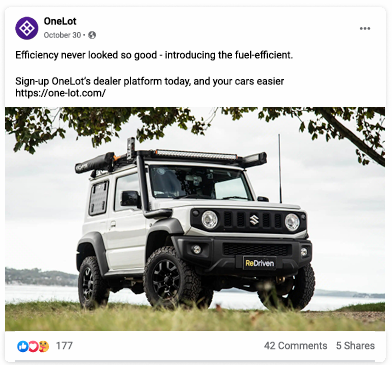 OneLot
October 30 •
Efficiency never looked so good - introducing the fuel-efficient.
Sign-up OneLot's dealer platform today, and your cars easier
https://one-lot.com/
ReDriven
177
42 Comments 5 Shares